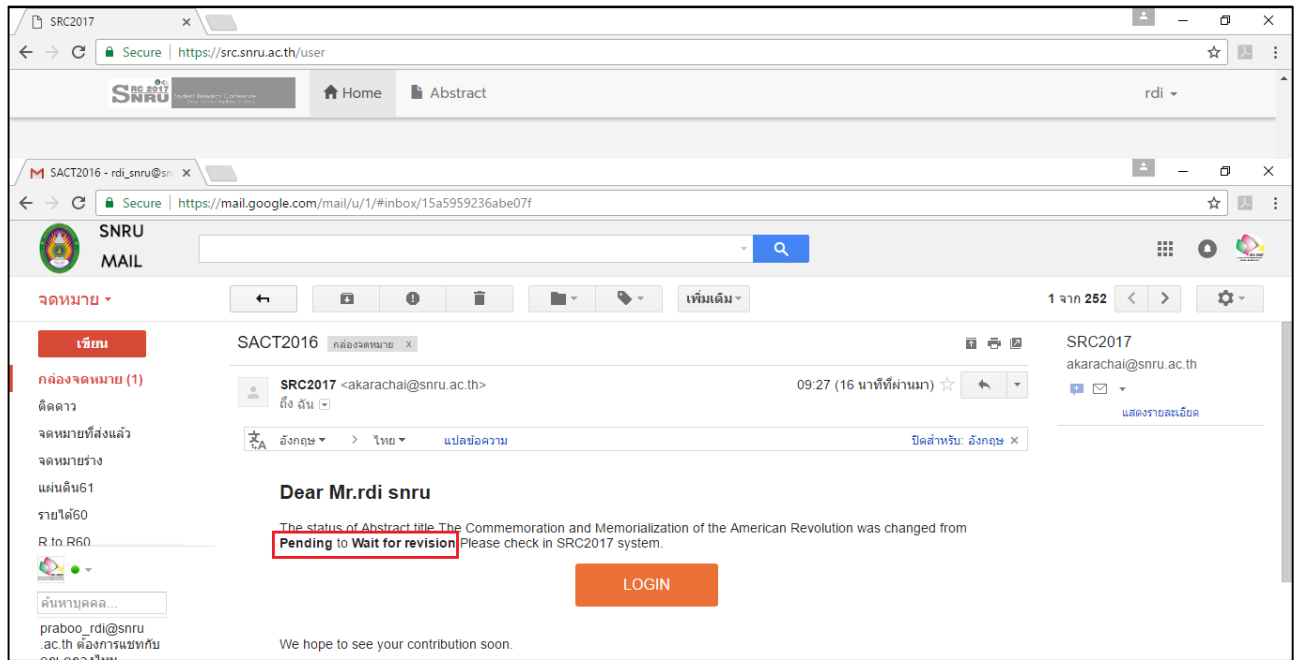 SRC2017
Secure https://src.snru.ac.th/user
SRC 2017
SNRU
Home Abstract rdi
SACT2016 - rdi_snru@sn
Secure https://mail.google.com/mail/u/1/#inbox/15a5959236abe07f
SNRU
MAIL
จดหมาย เพิ่มเติม 1 จาก 252
เขียน
กล่องจดหมาย (1)
ติดดาว
จดหมายที่ส่งแล้ว
จดหมายร่าง
แผ่นดิน61
รายได้60
R to R60
ค้นหาบุคคล...
praboo_rdi@snru
.ac.th ต้องการแชทกับ
SACT2016 กล่องจดหมาย x
SRC2017 <akarachai@snru.ac.th> 09:27 (16 นาทีที่ผ่านมา)
ถึง ฉัน
อังกฤษ > ไทย แปลข้อความ ปิดสำหรับ: อังกฤษ ×
Dear Mr.rdi snru
The status of Abstract title The Commemoration and Memorialization of the American Revolution was changed from
Pending to Wait for revision Please check in SRC2017 system.
LOGIN
We hope to see your contribution soon.
SRC2017
akarachai@snru.ac.th
แสดงรายละเอียด